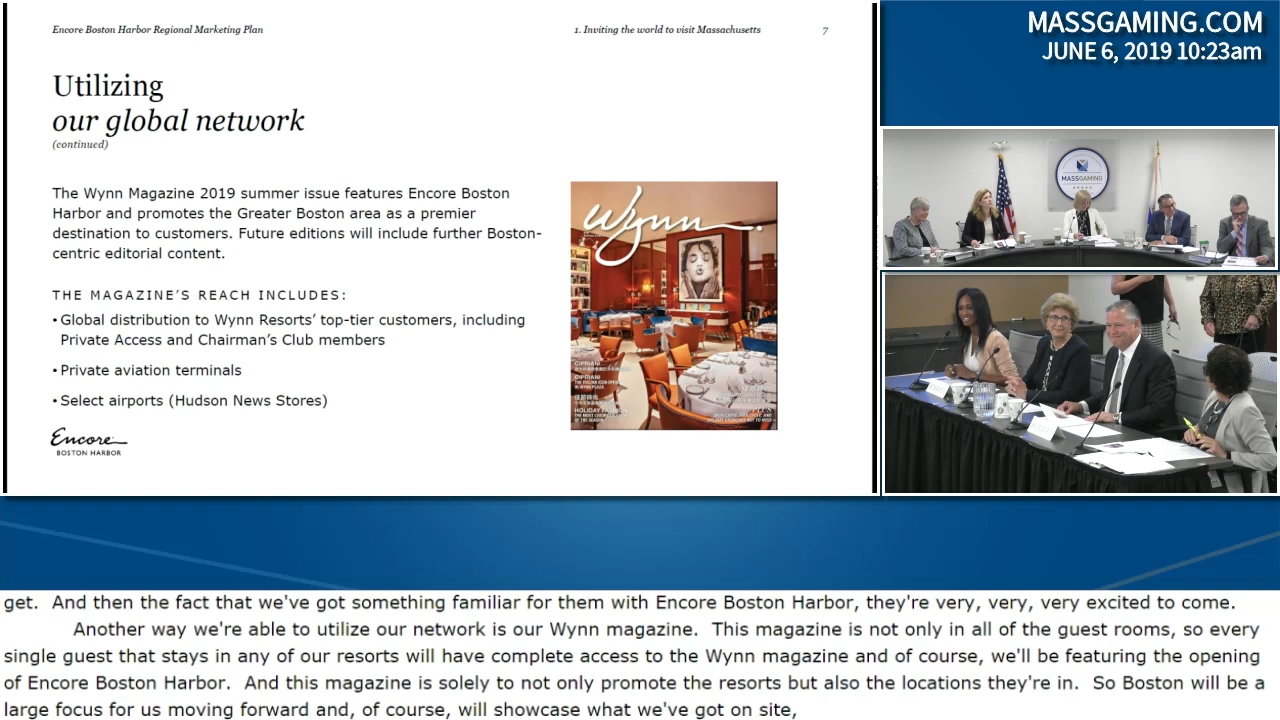 Encore Boston Harbor Regional Marketing Plan
1. Inviting the world to visit Massachusetts
7
Utilizing
our global network
(continued)
The Wynn Magazine 2019 summer issue features Encore Boston
Harbor and promotes the Greater Boston area as a premier
destination to customers. Future editions will include further Boston-
centric editorial content.
THE MAGAZINE'S REACH INCLUDES:
• Global distribution to Wynn Resorts' top-tier customers, including
Private Access and Chairman's Club members
• Private aviation terminals
• Select airports (Hudson News Stores)
Encore
BOSTON HARBOR
Wynn.
CIPRIANI
CIPRIANI
HOLIDAY FASHION
MASSGAMING.COM
JUNE 6, 2019 10:23am
MASSGAMING
get.  And then the fact that we've got something familiar for them with Encore Boston Harbor, they're very, very, very excited to come.
Another way we're able to utilize our network is our Wynn magazine.  This magazine is not only in all of the guest rooms, so every
single guest that stays in any of our resorts will have complete access to the Wynn magazine and of course, we'll be featuring the opening
of Encore Boston Harbor.  And this magazine is solely to not only promote the resorts but also the locations they're in.  So Boston will be a
large focus for us moving forward and, of course, will showcase what we've got on site,